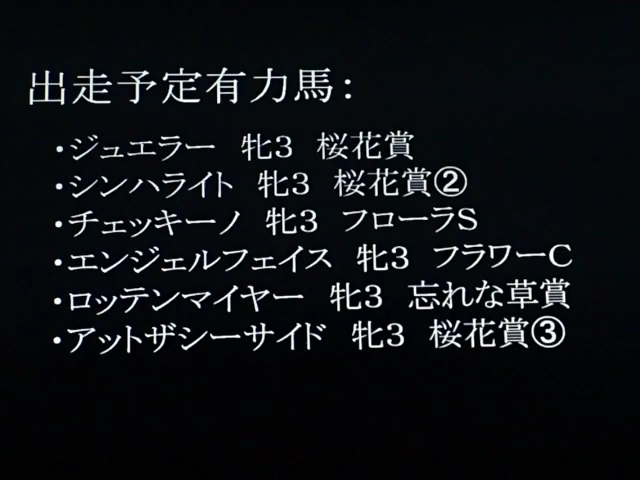 出走予定有力馬:
・ジュエラー 牝3 桜花賞
・シンハライト 牝3 桜花賞②
・チェッキーノ 牝3 フローラS
・エンジェルフェイス 牝3 フラワーC
・ロッテンマイヤー 牝3 忘れな草賞
・アットザシーサイド 牝3 桜花賞③